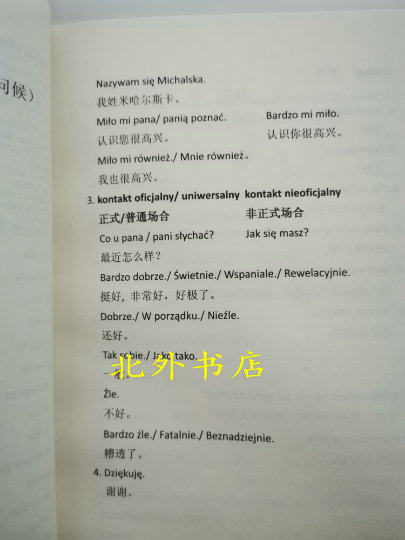 问候）
Nazywam się Michalska.
我姓米哈尔斯卡。
Miło mi pana/ panią poznać. Bardzo mi miło.
认识您很高兴。 认识你很高兴。
Miło mi również./ Mnie również.
我也很高兴。
3. kontakt oficjalny/ uniwersalny kontakt nieoficjalny
正式/普通场合 非正式场合
Co u pana / pani słychać? Jak się masz?
最近怎么样？
Bardzo dobrze./ Świetnie./ Wspaniale./ Rewelacyjnie.
挺好，非常好，好极了。
Dobrze./ W porządku./ Nieźle.
还好。
Tak sobie./ Jako tako.
北外书店
一
Źle.
不好。
Bardzo źle./ Fatalnie./ Beznadziejnie.
糟透了。
4. Dziękuję.
谢谢。